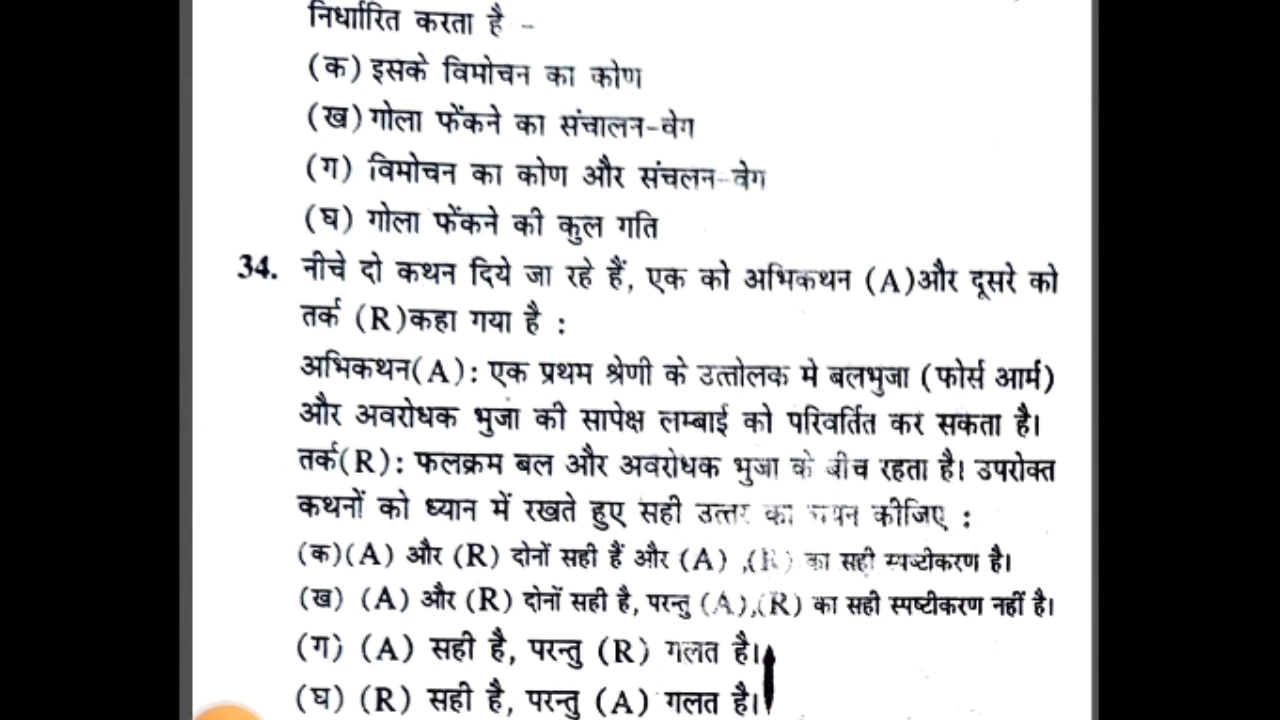 निर्धाारित करता है -
(क) इसके विमोचन का कोण
(ख) गोला फेंकने का संचालन-वेग
(ग) विमोचन का कोण और संचलन-वेग
(घ) गोला फेंकने की कुल गति
34. नीचे दो कथन दिये जा रहे हैं, एक को अभिकथन (A)और दूसरे को
तर्क (R)कहा गया है :
अभिकथन(A): एक प्रथम श्रेणी के उत्तोलक मे बलभुजा (फोर्स आर्म)
और अवरोधक भुजा की सापेक्ष लम्बाई को परिवर्तित कर सकता है।
तर्क(R): फलक्रम बल और अवरोधक भुजा के बीच रहता है। उपरोक्त
कथनों को ध्यान में रखते हुए सही उत्तर का चयन कीजिए :
(क)(A) और (R) दोनों सही हैं और (A) ,(R) का सही स्पष्टीकरण है।
(ख) (A) और (R) दोनों सही है, परन्तु (A),(R) का सही स्पष्टीकरण नहीं है।
(ग) (A) सही है, परन्तु (R) गलत है।
(घ) (R) सही है, परन्तु (A) गलत है।